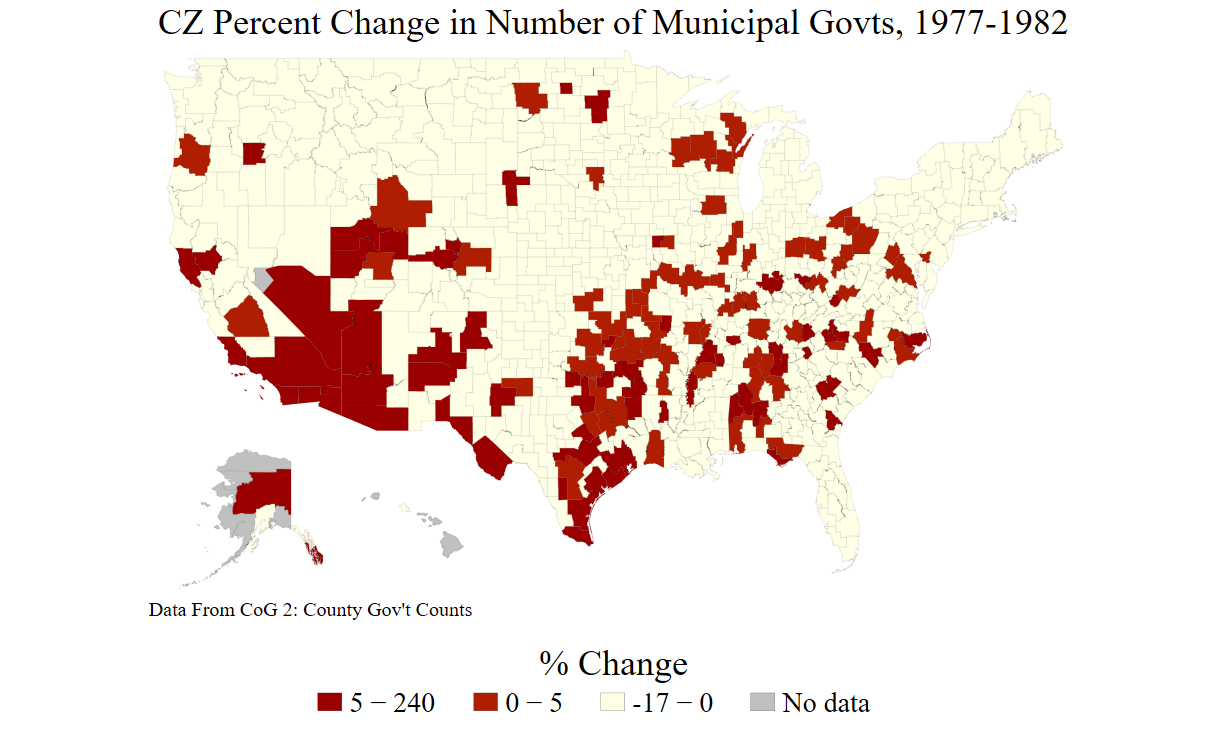 CZ Percent Change in Number of Municipal Govts, 1977-1982
Data From CoG 2: County Gov't Counts
% Change
5 − 240 0 − 5 -17 − 0 No data